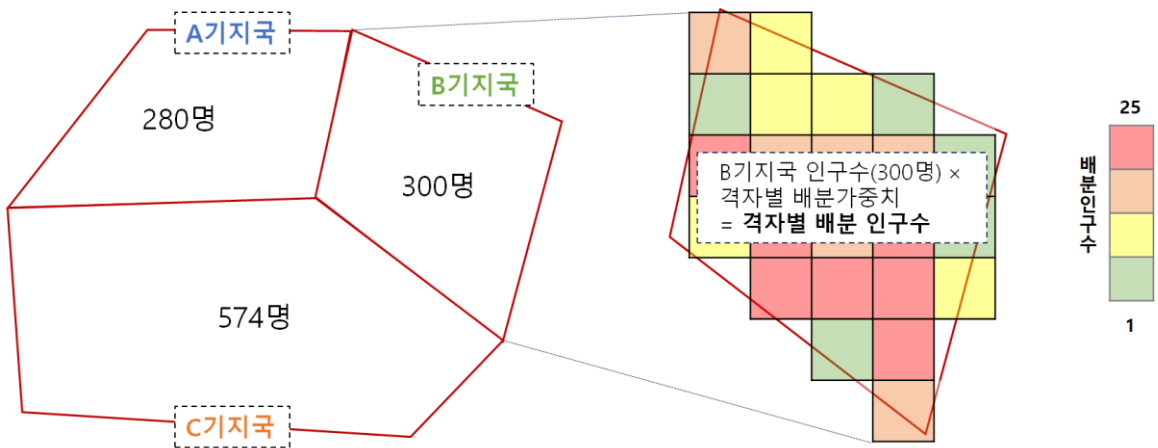 A기지국
280명
B기지국
300명
574명
C기지국
B기지국 인구수(300명) ×
격자별 배분가중치
= 격자별 배분 인구수
25
배분인구수
1